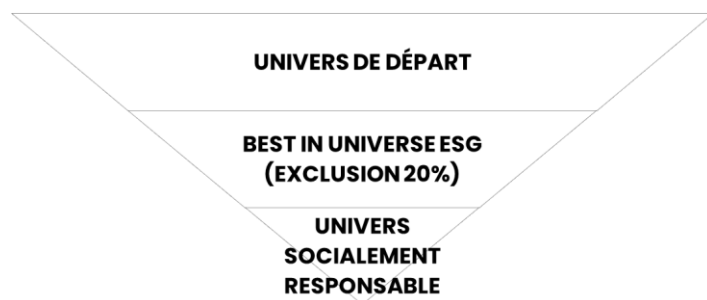 UNIVERS DE DÉPART
BEST IN UNIVERSE ESG
(EXCLUSION 20%)
UNIVERS
SOCIALEMENT
RESPONSABLE